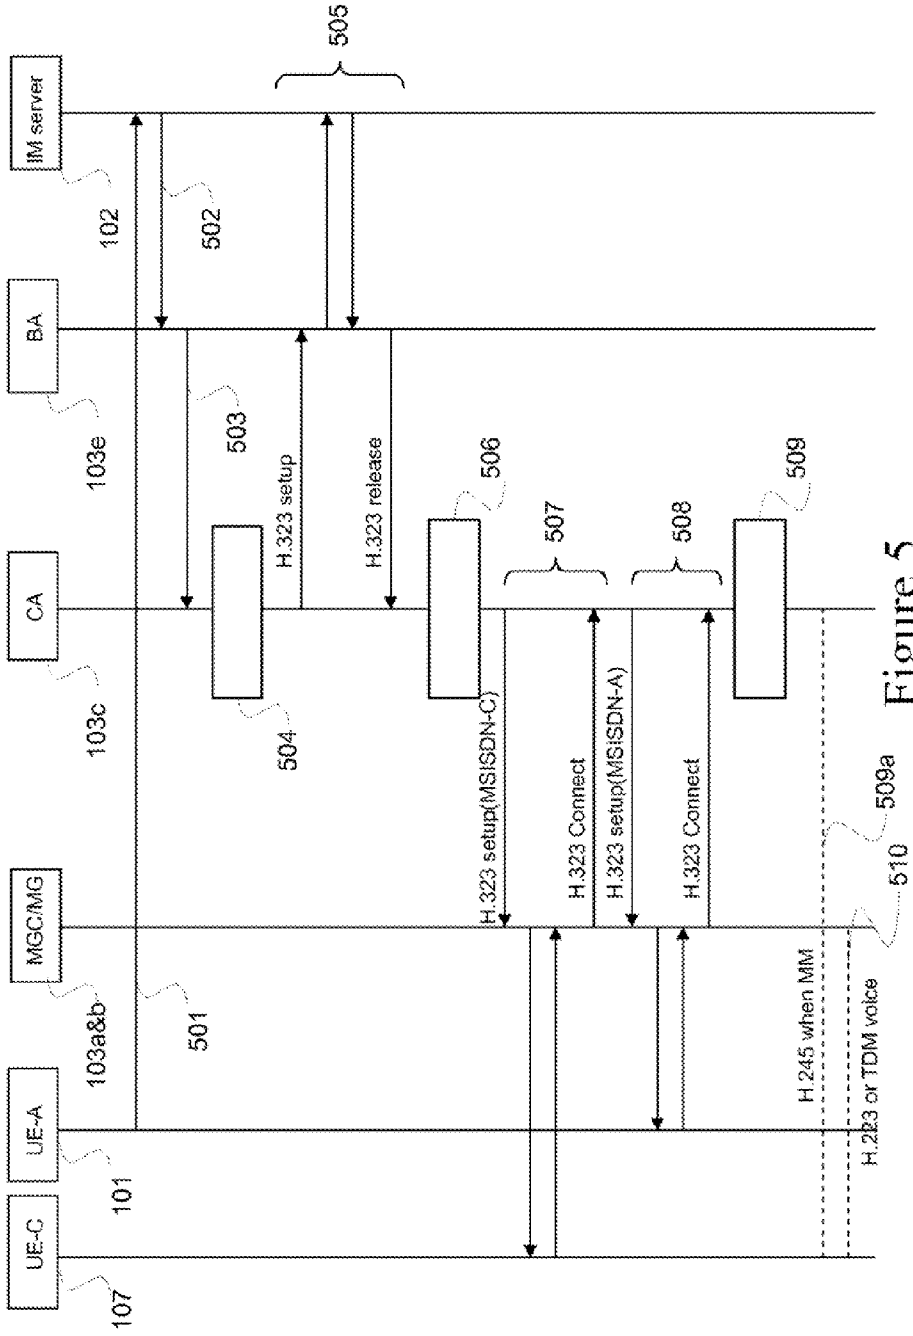 UE-C
UE-A
MGC/MG
CA
BA
IM server
107
101
103a&b
103c
103e
102
501
502
503
504
H.323 setup
505
H.323 release
506
H.323 setup(MSISDN-C)
507
H.323 Connect
H.323 setup(MSISDN-A)
508
H.323 Connect
509
H.245 when MM
509a
H.223 or TDM voice
510
Figure 5